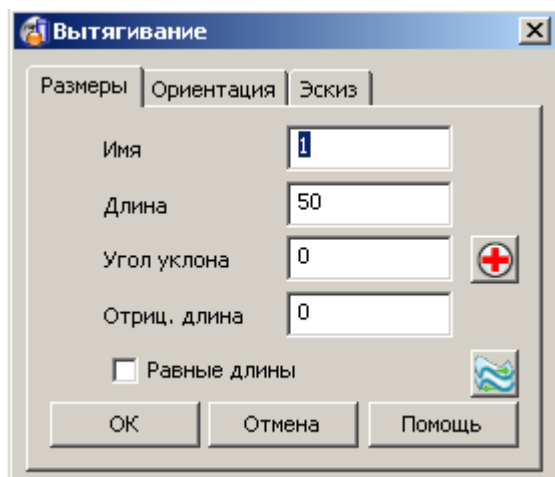 Вытягивание
Размеры Ориентация Эскиз
Имя 1
Длина 50
Угол уклона 0
Отриц. длина 0
Равные длины
ОК Отмена Помощь